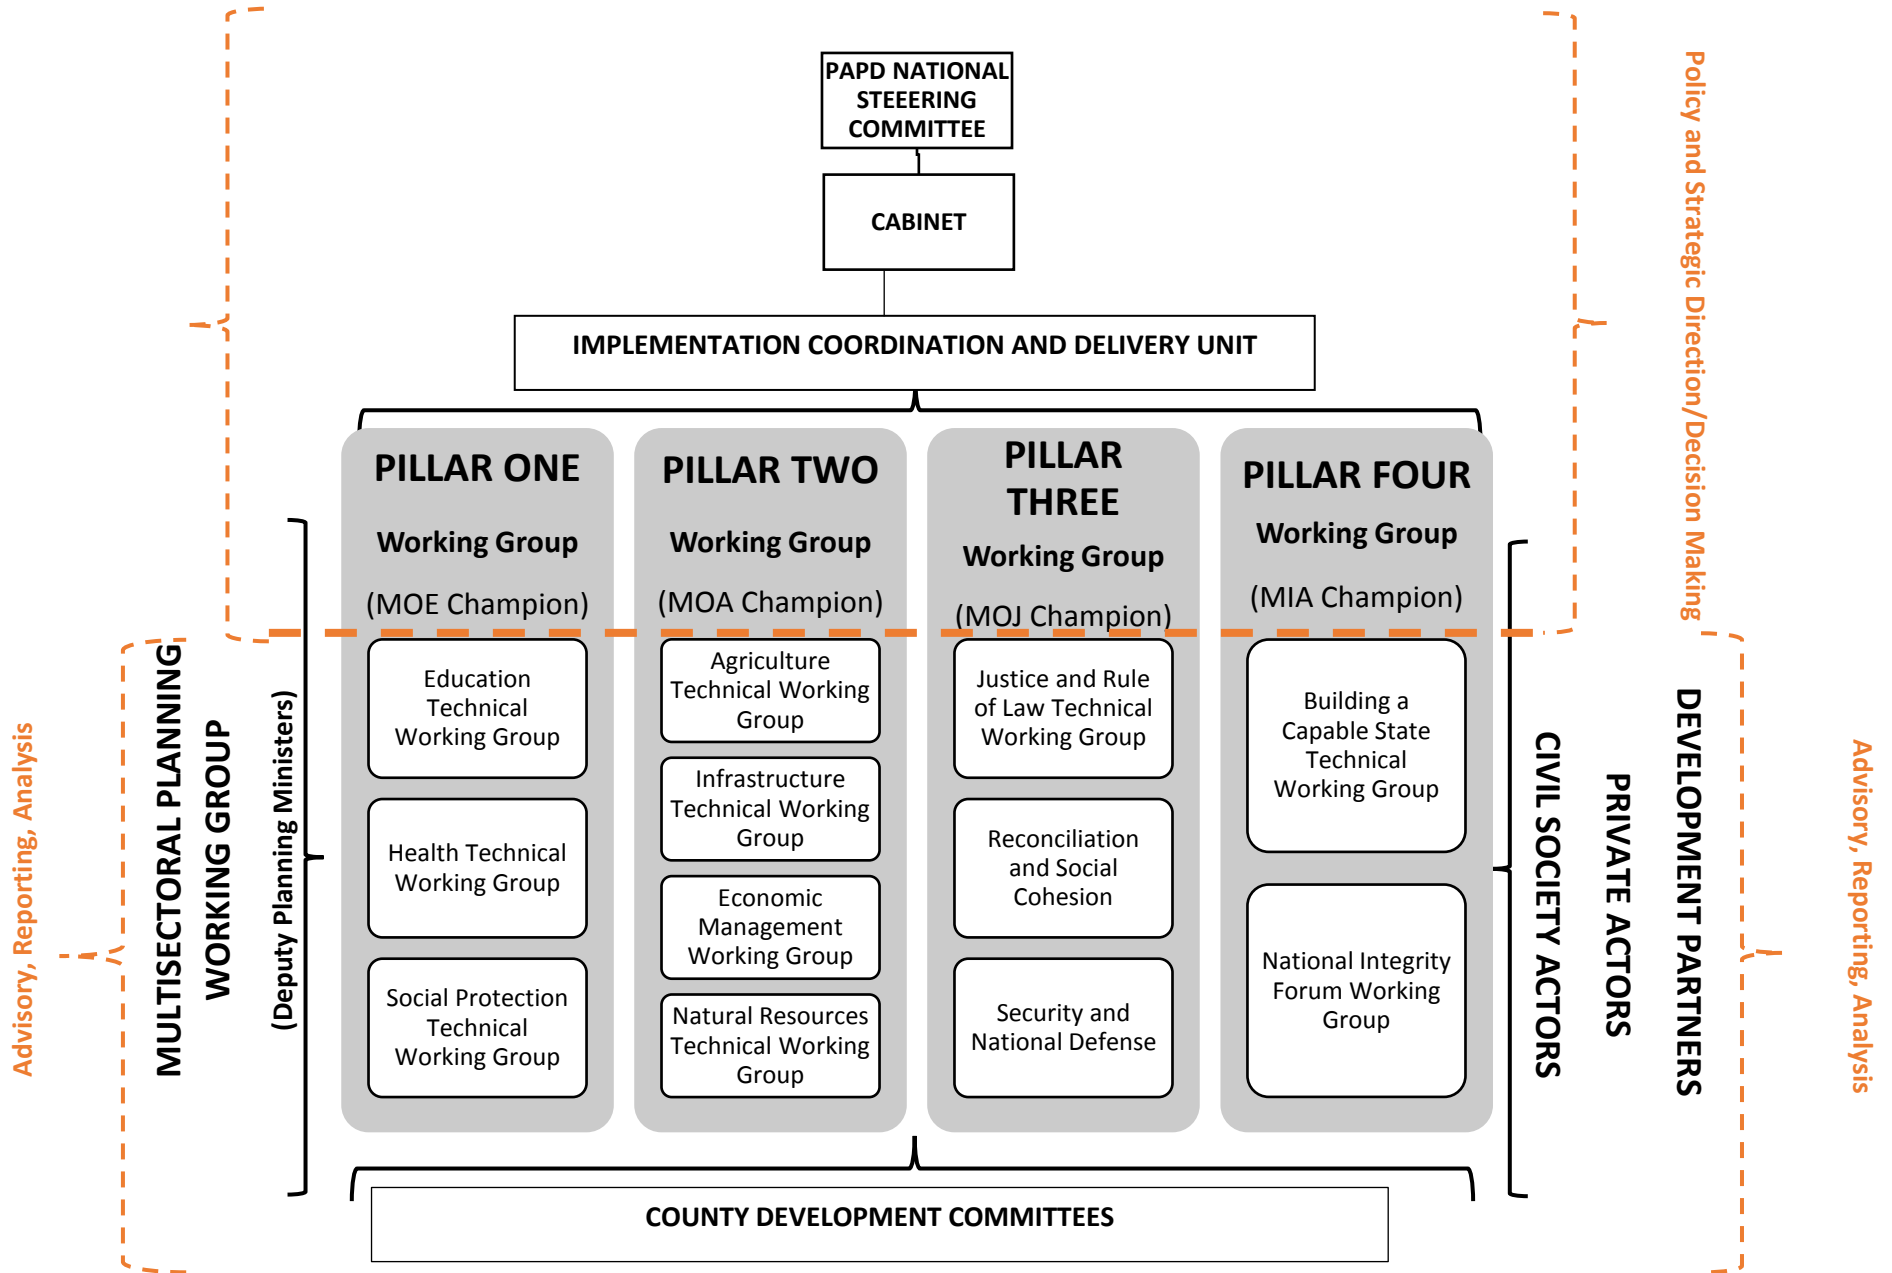 PAPD NATIONAL
STEEERING
COMMITTEE
CABINET
IMPLEMENTATION COORDINATION AND DELIVERY UNIT
Policy and Strategic Direction/Decision Making
PILLAR ONE
Working Group
(MOE Champion)
Education
Technical
Working Group
Health Technical
Working Group
Social Protection
Technical
Working Group
PILLAR TWO
Working Group
(MOA Champion)
Agriculture
Technical Working
Group
Infrastructure
Technical Working
Group
Economic
Management
Working Group
Natural Resources
Technical Working
Group
PILLAR
THREE
Working Group
(MOJ Champion)
Justice and Rule
of Law Technical
Working Group
Reconciliation
and Social
Cohesion
Security and
National Defense
PILLAR FOUR
Working Group
(MIA Champion)
Building a
Capable State
Technical
Working Group
National Integrity
Forum Working
Group
Advisory, Reporting, Analysis
MULTISECTORAL PLANNING
WORKING GROUP
(Deputy Planning Ministers)
CIVIL SOCIETY ACTORS
PRIVATE ACTORS
DEVELOPMENT PARTNERS
Advisory, Reporting, Analysis
COUNTY DEVELOPMENT COMMITTEES